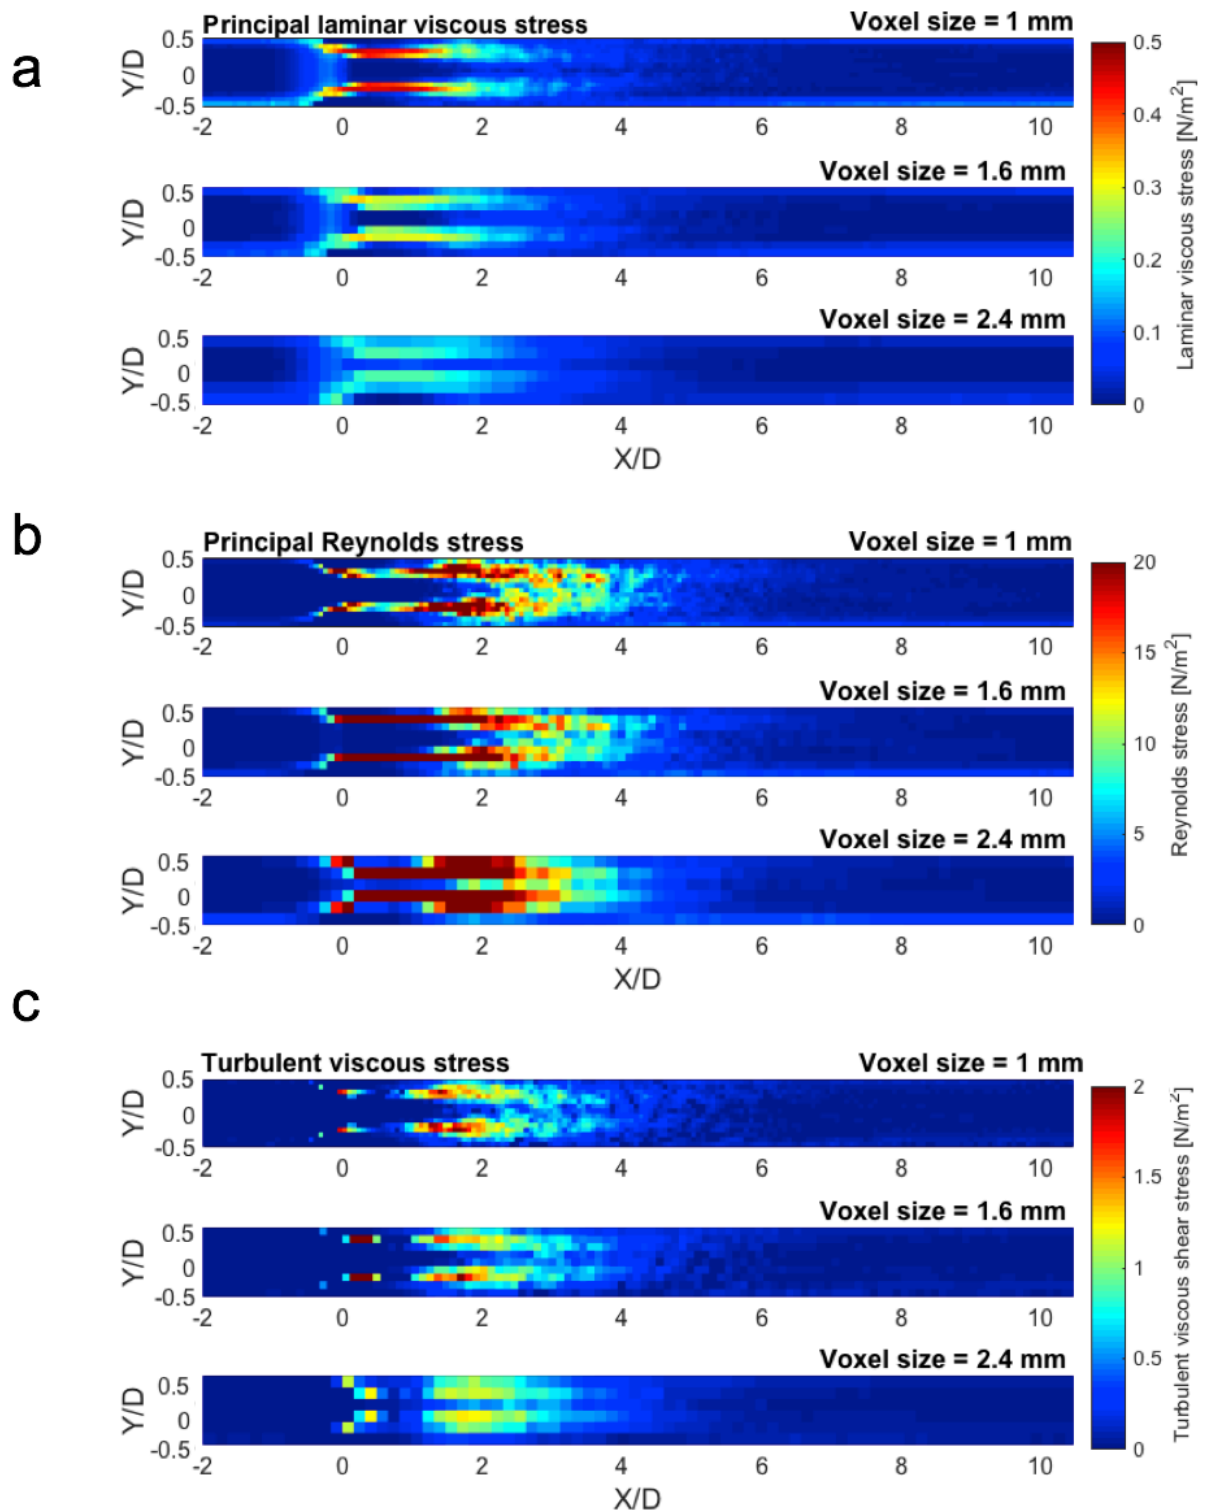 a
Principal laminar viscous stress
Voxel size = 1 mm
0.5
0
-0.5
Y/D
-2 0 2 4 6 8 10
Voxel size = 1.6 mm
0.5
0
-0.5
Y/D
-2 0 2 4 6 8 10
Voxel size = 2.4 mm
0.5
0
-0.5
Y/D
-2 0 2 4 6 8 10
X/D
0.5
0.4
0.3
0.2
0.1
0
Laminar viscous stress [N/m²]
b
Principal Reynolds stress
Voxel size = 1 mm
0.5
0
-0.5
Y/D
-2 0 2 4 6 8 10
Voxel size = 1.6 mm
0.5
0
-0.5
Y/D
-2 0 2 4 6 8 10
Voxel size = 2.4 mm
0.5
0
-0.5
Y/D
-2 0 2 4 6 8 10
X/D
20
15
10
5
0
Reynolds stress [N/m²]
c
Turbulent viscous stress
Voxel size = 1 mm
0.5
0
-0.5
Y/D
-2 0 2 4 6 8 10
Voxel size = 1.6 mm
0.5
0
-0.5
Y/D
-2 0 2 4 6 8 10
Voxel size = 2.4 mm
0.5
0
-0.5
Y/D
-2 0 2 4 6 8 10
X/D
2
1.5
1
0.5
0
Turbulent viscous shear stress [N/m²]